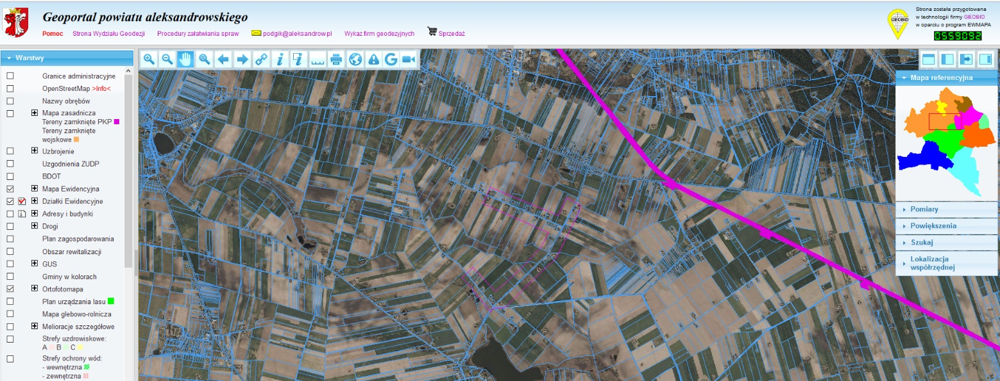 Geoportal powiatu aleksandrowskiego
Pomoc Strona Wydziału Geodezji Procedury załatwiania spraw podgik@aleksandrow.pl Wykaz firm geodezyjnych Sprzedaż
GEOBID
Strona została przygotowana
w technologii firmy GEOBID
w oparciu o program EWMAPA
0559092
Warstwy
Granice administracyjne
OpenStreetMap >Info<
Nazwy obrębów
Mapa zasadnicza
Tereny zamknięte PKP
Tereny zamknięte
wojskowe
Uzbrojenie
Uzgodnienia ZUDP
BDOT
Mapa Ewidencyjna
Działki Ewidencyjne
Adresy i budynki
Drogi
Plan zagospodarowania
Obszar rewitalizacji
GUS
Gminy w kolorach
Ortofotomapa
Plan urządzania lasu
Mapa glebowo-rolnicza
Melioracje szczegółowe
Strefy uzdrowiskowe:
A B C
Strefy ochrony wód:
- wewnętrzna
- zewnętrzna
Mapa referencyjna
Pomiary
Powiększenia
Szukaj
Lokalizacja
współrzędnej